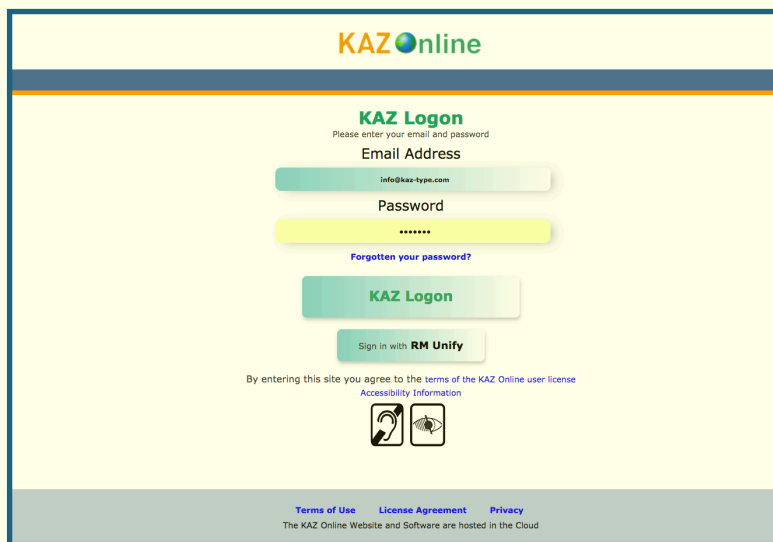 KAZ Online
KAZ Logon
Please enter your email and password
Email Address
info@kaz-type.com
Password
•••••••
Forgotten your password?
KAZ Logon
Sign in with RM Unify
By entering this site you agree to the terms of the KAZ Online user license
Accessibility Information
Terms of Use License Agreement Privacy
The KAZ Online Website and Software are hosted in the Cloud